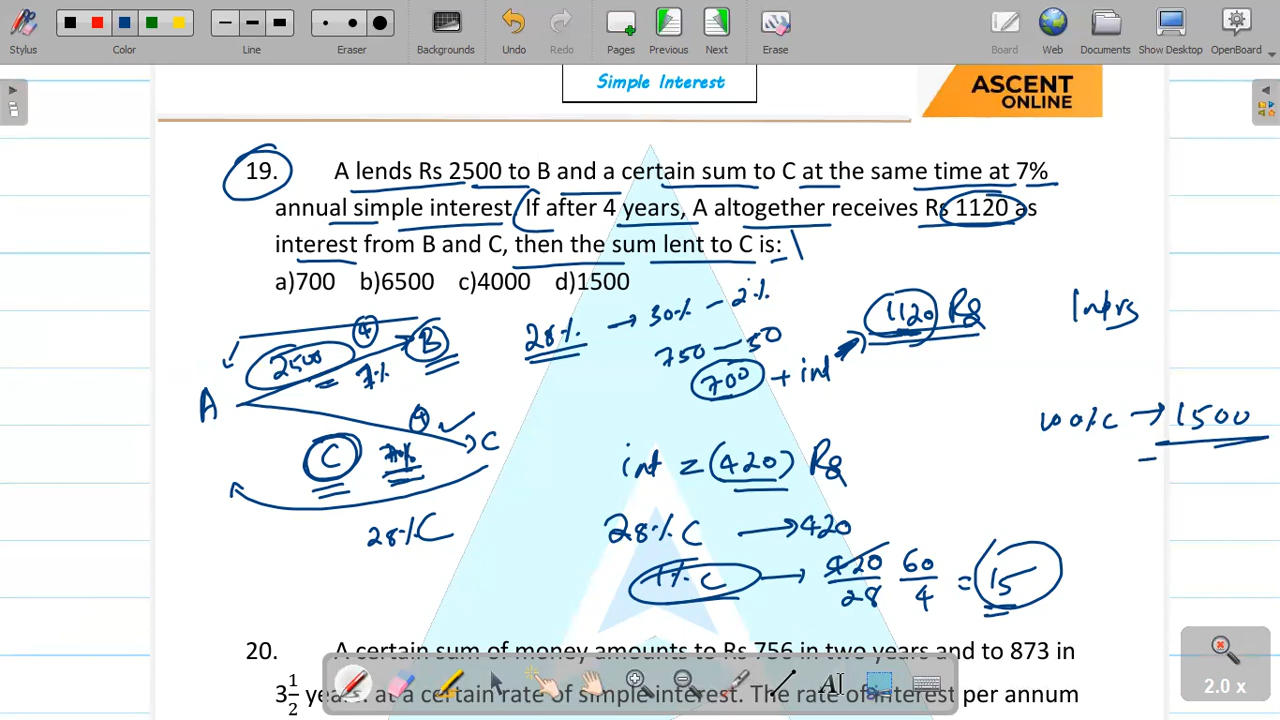 Stylus Color Line Eraser Backgrounds Undo Redo Pages Previous Next Erase Board Web Documents Show Desktop OpenBoard
Simple Interest
ASCENT
ONLINE
19. A lends Rs 2500 to B and a certain sum to C at the same time at 7%
annual simple interest. If after 4 years, A altogether receives Rs 1120 as
interest from B and C, then the sum lent to C is:
a)700 b)6500 c)4000 d)1500
28% → 30% - 2%
1120 Rs
4 B
2500
7%
750 - 50
700 + int
A
4
C
C 7%
100%C → 1500
int = (420) Rs
28%C
28% C → 420
1% C → 420/28 60/4 = 15
20. A certain sum of money amounts to Rs 756 in two years and to 873 in
3 1/2 years, at a certain rate of simple interest. The rate of interest per annum
2.0 x